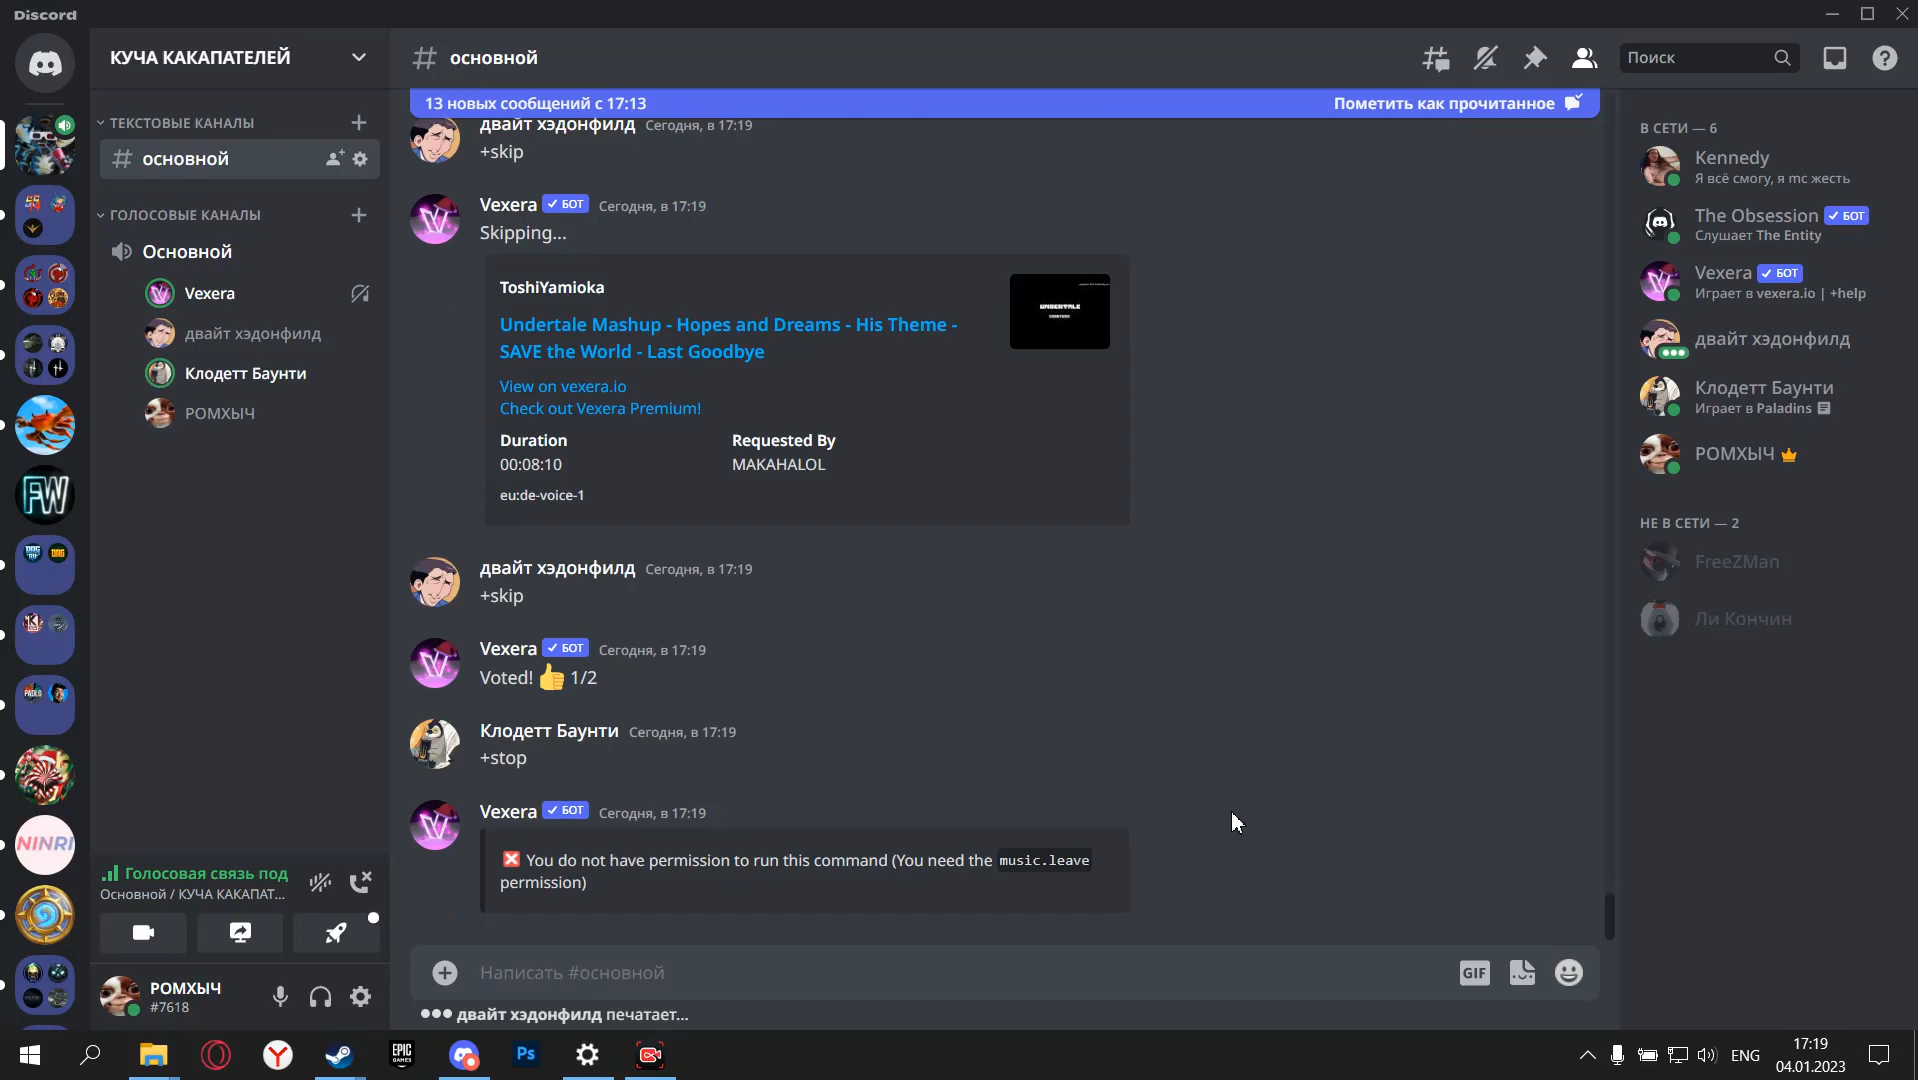 Discord
КУЧА КАКАПАТЕЛЕЙ
ТЕКСТОВЫЕ КАНАЛЫ
основной
ГОЛОСОВЫЕ КАНАЛЫ
Основной
Vexera
двайт хэдонфилд
Клодетт Баунти
РОМХЫЧ
FW
NINRI
Голосовая связь под
Основной / КУЧА КАКАПАТ...
РОМХЫЧ
#7618
основной
Поиск
13 новых сообщений с 17:13
Пометить как прочитанное
двайт хэдонфилд Сегодня, в 17:19
+skip
Vexera БОТ Сегодня, в 17:19
Skipping...
ToshiYamioka
Undertale Mashup - Hopes and Dreams - His Theme -
SAVE the World - Last Goodbye
UNDERTALE
View on vexera.io
Check out Vexera Premium!
Duration Requested By
00:08:10 MAKAHALOL
eu:de-voice-1
двайт хэдонфилд Сегодня, в 17:19
+skip
Vexera БОТ Сегодня, в 17:19
Voted! 👍 1/2
Клодетт Баунти Сегодня, в 17:19
+stop
Vexera БОТ Сегодня, в 17:19
❌ You do not have permission to run this command (You need the music.leave
permission)
Написать #основной
GIF
двайт хэдонфилд печатает...
В СЕТИ — 6
Kennedy
Я всё смогу, я mc жесть
The Obsession БОТ
Слушает The Entity
Vexera БОТ
Играет в vexera.io | +help
двайт хэдонфилд
Клодетт Баунти
Играет в Paladins
РОМХЫЧ
НЕ В СЕТИ — 2
FreeZMan
Ли Кончин
EPIC
GAMES
Ps
ENG
17:19
04.01.2023